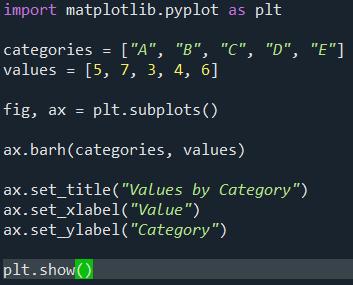 import matplotlib.pyplot as plt
categories = ["A", "B", "C", "D", "E"]
values = [5, 7, 3, 4, 6]
fig, ax = plt.subplots()
ax.barh(categories, values)
ax.set_title("Values by Category")
ax.set_xlabel("Value")
ax.set_ylabel("Category")
plt.show()